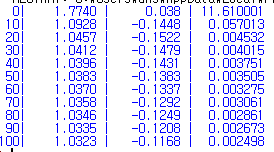 | 1.7740 | 0.038 | 11.610001
10| 1.0928 | -0.1448 | 0.057013
20| 1.0457 | -0.1522 | 0.004532
30| 1.0412 | -0.1479 | 0.004015
40| 1.0396 | -0.1431 | 0.003751
50| 1.0383 | -0.1383 | 0.003505
60| 1.0370 | -0.1337 | 0.003275
70| 1.0358 | -0.1292 | 0.003061
80| 1.0346 | -0.1249 | 0.002861
90| 1.0335 | -0.1208 | 0.002673
100| 1.0323 | -0.1168 | 0.002498